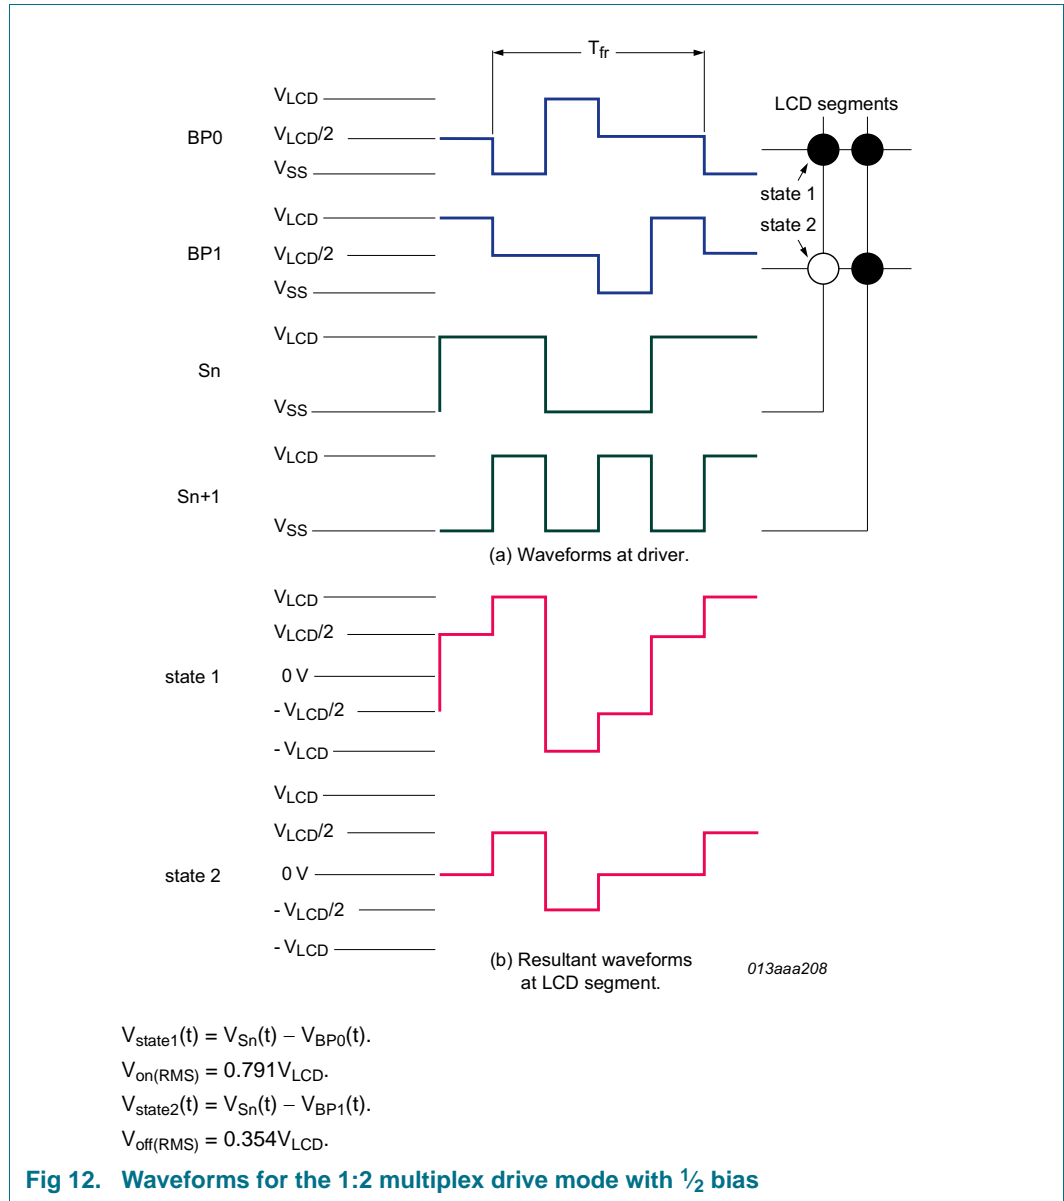 Tfr
VLCD
BP0
VLCD/2
VSS
LCD segments
state 1
state 2
VLCD
BP1
VLCD/2
VSS
VLCD
Sn
VSS
VLCD
Sn+1
VSS
(a) Waveforms at driver.
VLCD
VLCD/2
state 1
0 V
- VLCD/2
- VLCD
VLCD
VLCD/2
state 2
0 V
- VLCD/2
- VLCD
(b) Resultant waveforms
at LCD segment.
013aaa208
Vstate1(t) = VSn(t) − VBP0(t).
Von(RMS) = 0.791VLCD.
Vstate2(t) = VSn(t) − VBP1(t).
Voff(RMS) = 0.354VLCD.
Fig 12. Waveforms for the 1:2 multiplex drive mode with 1⁄2 bias